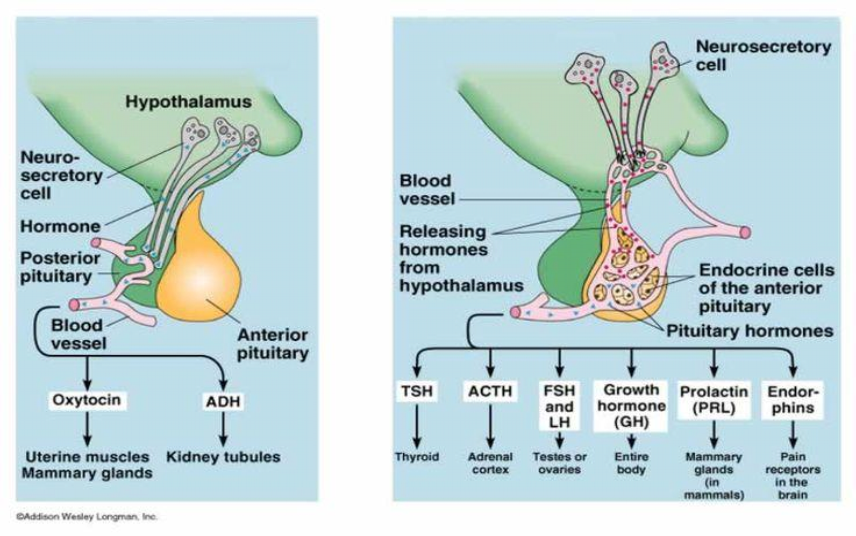 Hypothalamus
Neuro-
secretory
cell
Hormone
Posterior
pituitary
Blood
vessel
Anterior
pituitary
Oxytocin
ADH
Uterine muscles
Mammary glands
Kidney tubules
Neurosecretory
cell
Blood
vessel
Releasing
hormones
from
hypothalamus
Endocrine cells
of the anterior
pituitary
Pituitary hormones
TSH
ACTH
FSH
and
LH
Growth
hormone
(GH)
Prolactin
(PRL)
Endor-
phins
Thyroid
Adrenal
cortex
Testes or
ovaries
Entire
body
Mammary
glands
(in
mammals)
Pain
receptors
in the
brain
©Addison Wesley Longman, Inc.